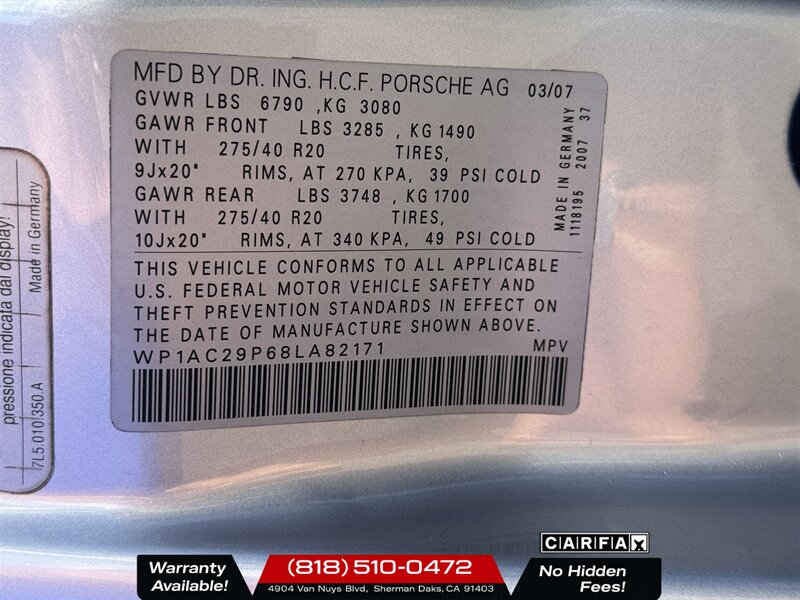 MFD BY DR. ING. H.C.F. PORSCHE AG 03/07
GVWR LBS 6790 ,KG 3080
GAWR FRONT LBS 3285 , KG 1490
WITH 275/40 R20 TIRES,
9Jx20" RIMS, AT 270 KPA, 39 PSI COLD
GAWR REAR LBS 3748 , KG 1700
WITH 275/40 R20 TIRES,
10Jx20" RIMS, AT 340 KPA, 49 PSI COLD
THIS VEHICLE CONFORMS TO ALL APPLICABLE
U.S. FEDERAL MOTOR VEHICLE SAFETY AND
THEFT PREVENTION STANDARDS IN EFFECT ON
THE DATE OF MANUFACTURE SHOWN ABOVE.
WP1AC29P68LA82171 MPV
MADE IN GERMANY
1118195 2007 37
pressione indicata dal display!
Made in Germany
7L5.010.350.A
CARFAX
Warranty
Available!
(818) 510-0472
4904 Van Nuys Blvd, Sherman Oaks, CA 91403
No Hidden
Fees!